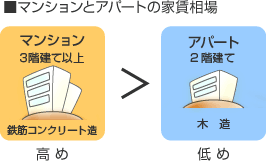 ■マンションとアパートの家賃相場
マンション
3階建て以上
鉄筋コンクリート造
高め
>
アパート
2階建て
木 造
低め